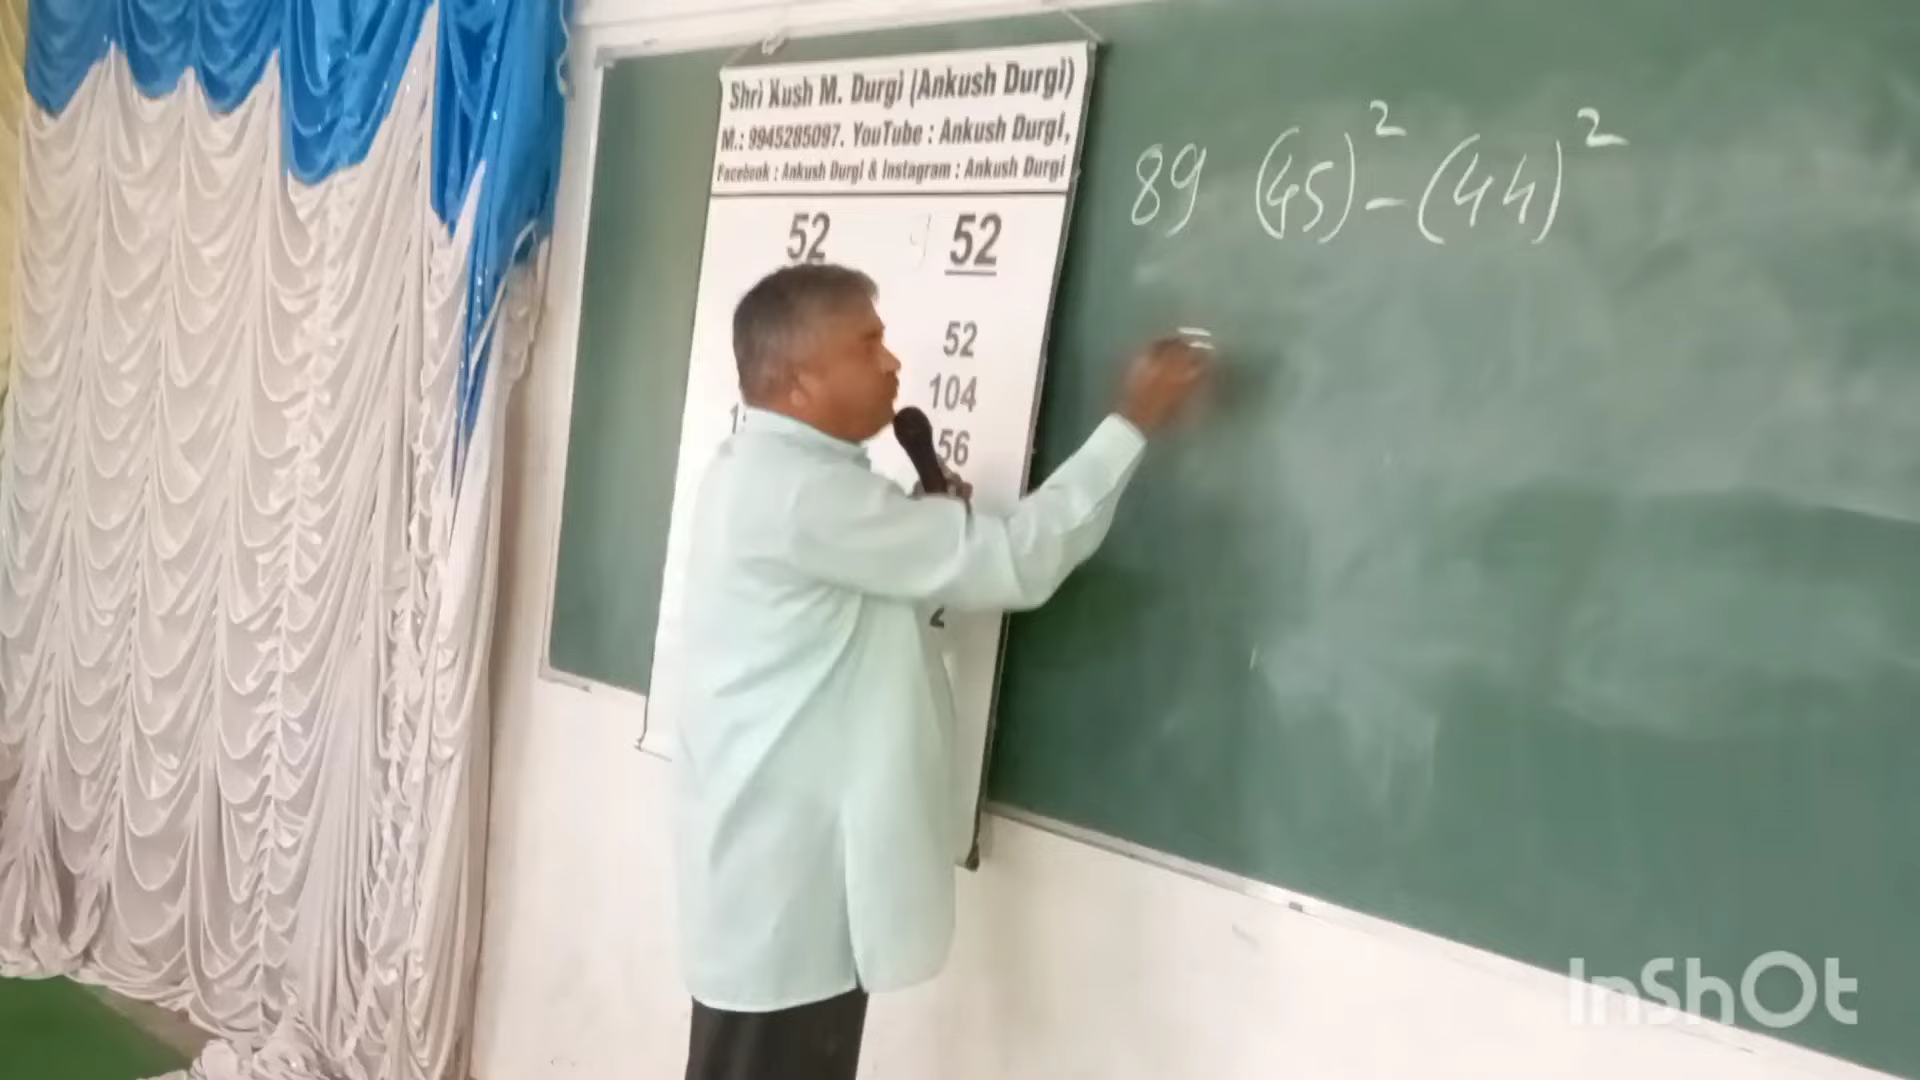 Shri Kush M. Durgi (Ankush Durgi)
M.: 9945285097. YouTube : Ankush Durgi,
Facebook : Ankush Durgi & Instagram : Ankush Durgi
52 52
52
104
56
2
89 (45)² - (44)²
=
InShOt